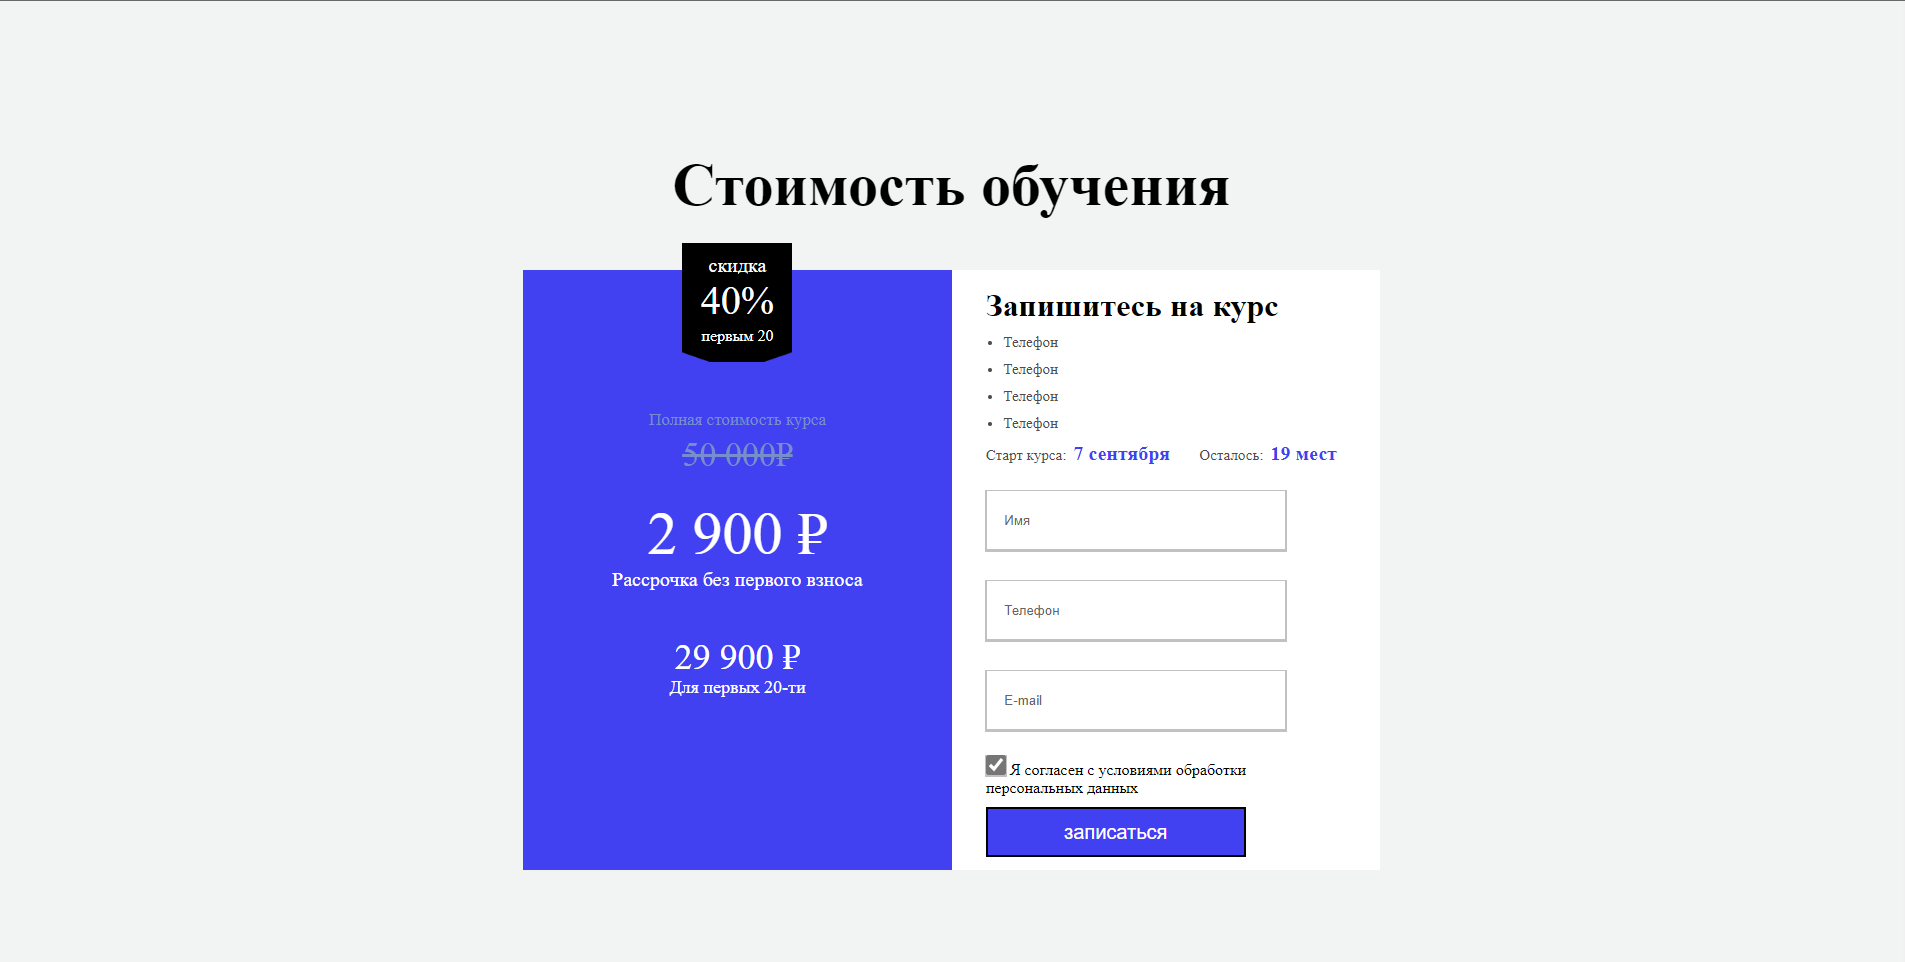 Стоимость обучения
скидка
40%
первым 20
Полная стоимость курса
50 000₽
2 900 ₽
Рассрочка без первого взноса
29 900 ₽
Для первых 20-ти
Запишитесь на курс
• Телефон
• Телефон
• Телефон
• Телефон
Старт курса: 7 сентября Осталось: 19 мест
Имя
Телефон
E-mail
Я согласен с условиями обработки
персональных данных
записаться